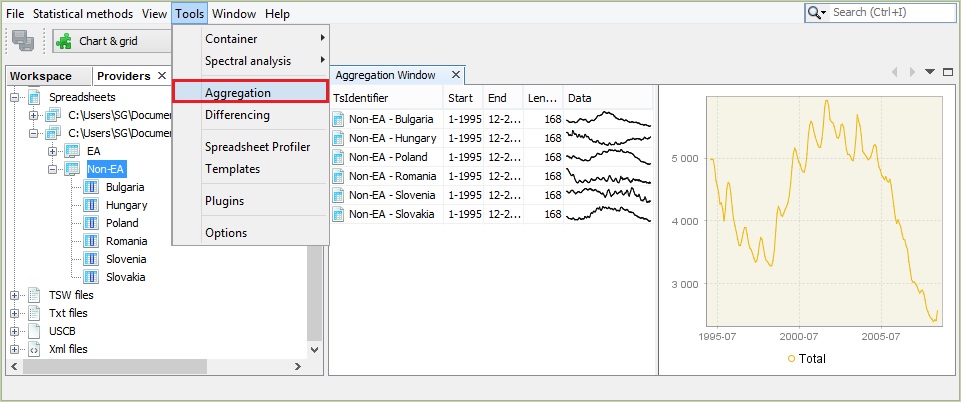 File Statistical methods View Tools Window Help
Search (Ctrl+I)
Chart & grid
Container
Spectral analysis
Aggregation
Differencing
Spreadsheet Profiler
Templates
Plugins
Options
Workspace Providers
Spreadsheets
C:\Users\SG\Docume
C:\Users\SG\Docume
EA
Non-EA
Bulgaria
Hungary
Poland
Romania
Slovenia
Slovakia
TSW files
Txt files
USCB
Xml files
Aggregation Window
TsIdentifier Start End Len... Data
Non-EA - Bulgaria 1-1995 12-2... 168
Non-EA - Hungary 1-1995 12-2... 168
Non-EA - Poland 1-1995 12-2... 168
Non-EA - Romania 1-1995 12-2... 168
Non-EA - Slovenia 1-1995 12-2... 168
Non-EA - Slovakia 1-1995 12-2... 168
5 000
4 000
3 000
1995-07 2000-07 2005-07
Total